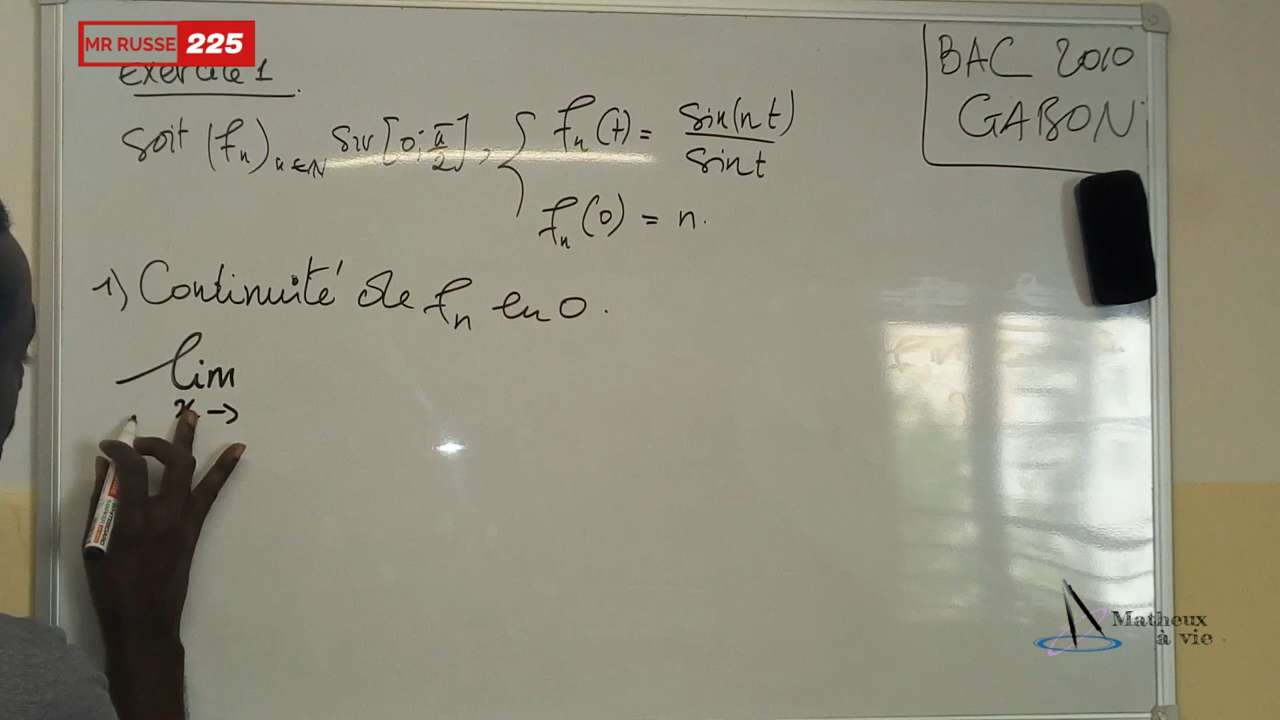 MR RUSSE 225
Exercice 1
BAC 2010
GABON
Soit (fₙ)ₙ∈ℕ sur [0; π/2], { fₙ(t) = sin(nt)/sin t
fₙ(0) = n.
1) Continuité de fₙ en 0.
lim
x →
Matheux
à vie